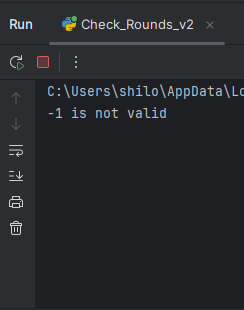 Run
Check_Rounds_v2
C:\Users\shilo\AppData\Lo
-1 is not valid